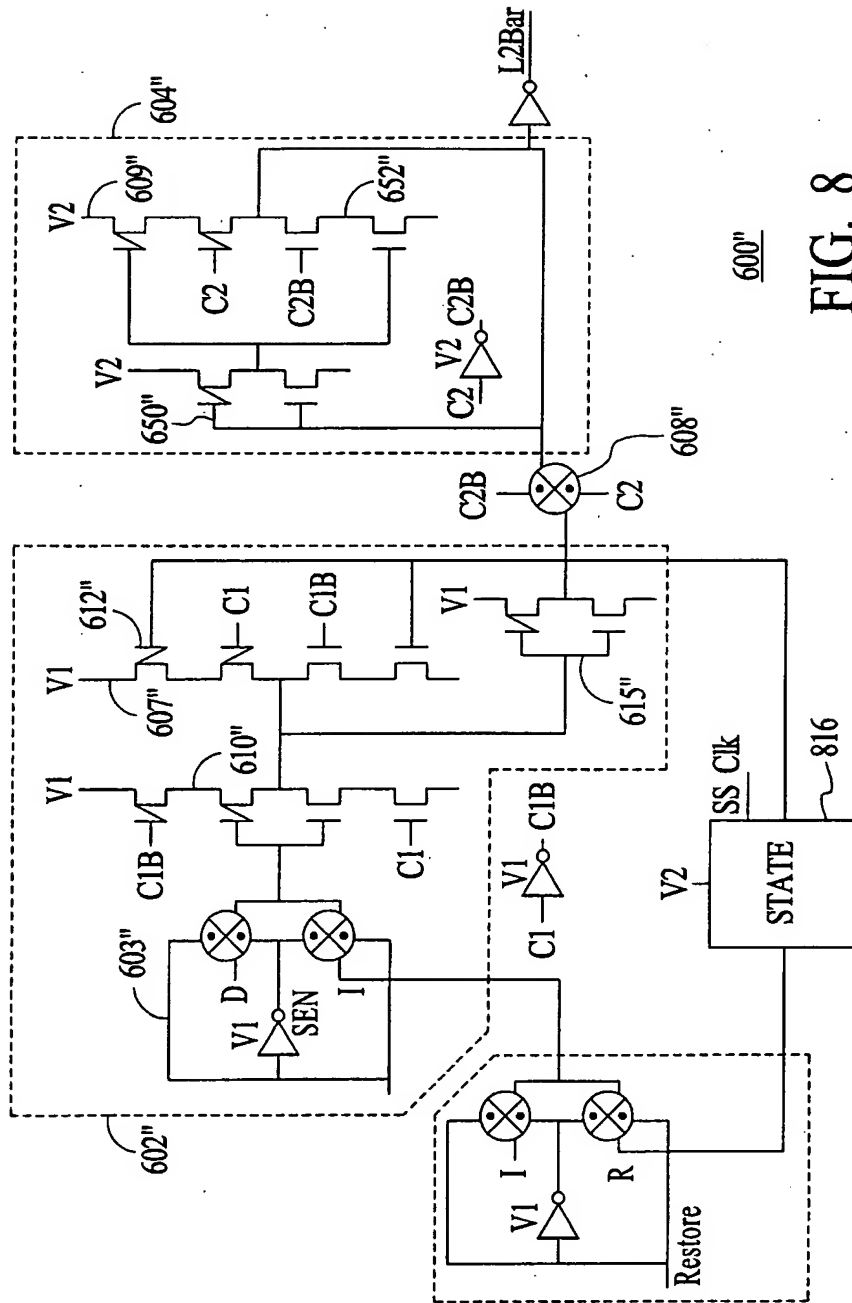 604"
V2
609"
652"
C2
C2B
V2
650"
C2
V2
C2B
L2Bar
C2B
C2
608"
V1
607"
612"
C1
C1B
V1
610"
C1B
C1
V1
615"
603"
D
V1
SEN
I
602"
C1
V1
C1B
V2
SS Clk
STATE
816
I
V1
R
Restore
600"
FIG. 8